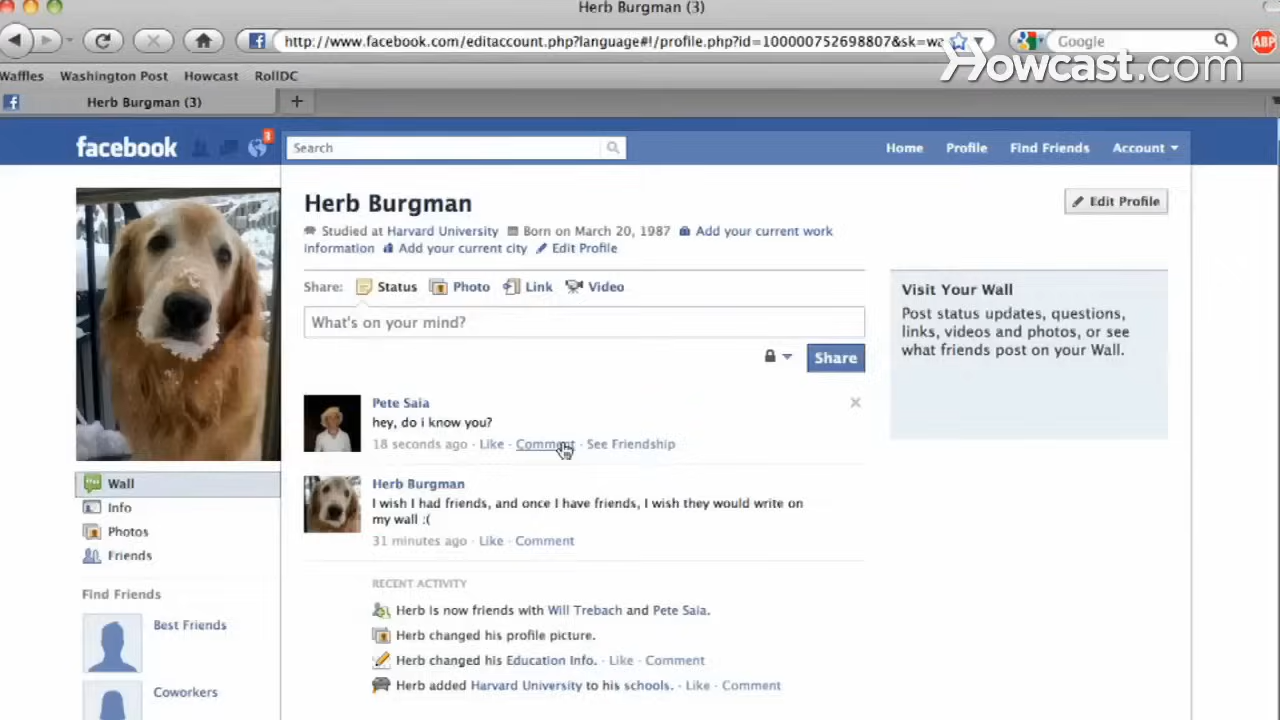 Herb Burgman (3)
http://www.facebook.com/editaccount.php?language#!/profile.php?id=100000752698807&sk=wa
Google
ABP
Howcast.com
Waffles Washington Post Howcast RollDC
Herb Burgman (3)
facebook
3
Search
Home Profile Find Friends Account
Herb Burgman
Edit Profile
Studied at Harvard University Born on March 20, 1987 Add your current work
information Add your current city Edit Profile
Share: Status Photo Link Video
What's on your mind?
Share
Visit Your Wall
Post status updates, questions,
links, videos and photos, or see
what friends post on your Wall.
Pete Saia
hey, do i know you?
18 seconds ago · Like · Comment · See Friendship
Herb Burgman
I wish I had friends, and once I have friends, I wish they would write on
my wall :(
31 minutes ago · Like · Comment
Wall
Info
Photos
Friends
Find Friends
Best Friends
Coworkers
RECENT ACTIVITY
Herb is now friends with Will Trebach and Pete Saia.
Herb changed his profile picture.
Herb changed his Education Info. · Like · Comment
Herb added Harvard University to his schools. · Like · Comment